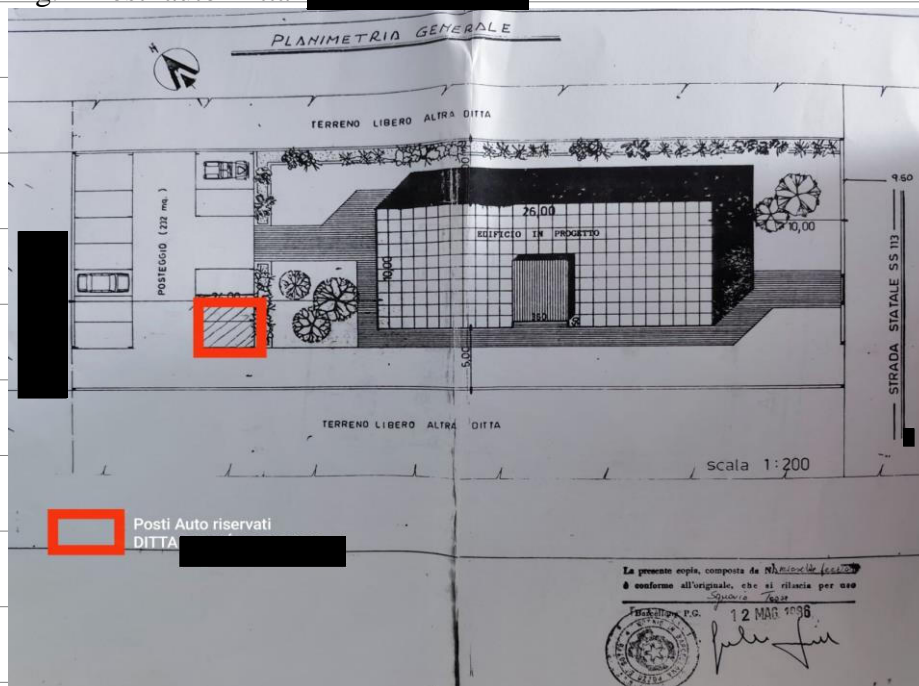 PLANIMETRIA GENERALE
N
TERRENO LIBERO ALTRA DITTA
9.50
26,00
10,00
EDIFICIO IN PROGETTO
POSTEGGIO (232 mq.)
10,00
STRADA STATALE SS 113
5,00
TERRENO LIBERO ALTRA DITTA
scala 1:200
Posti Auto riservati
DITTA
La presente copia, composta da N.
è conforme all'originale, che si rilascia per uso
Barcellona P.G. 12 MAG. 1996